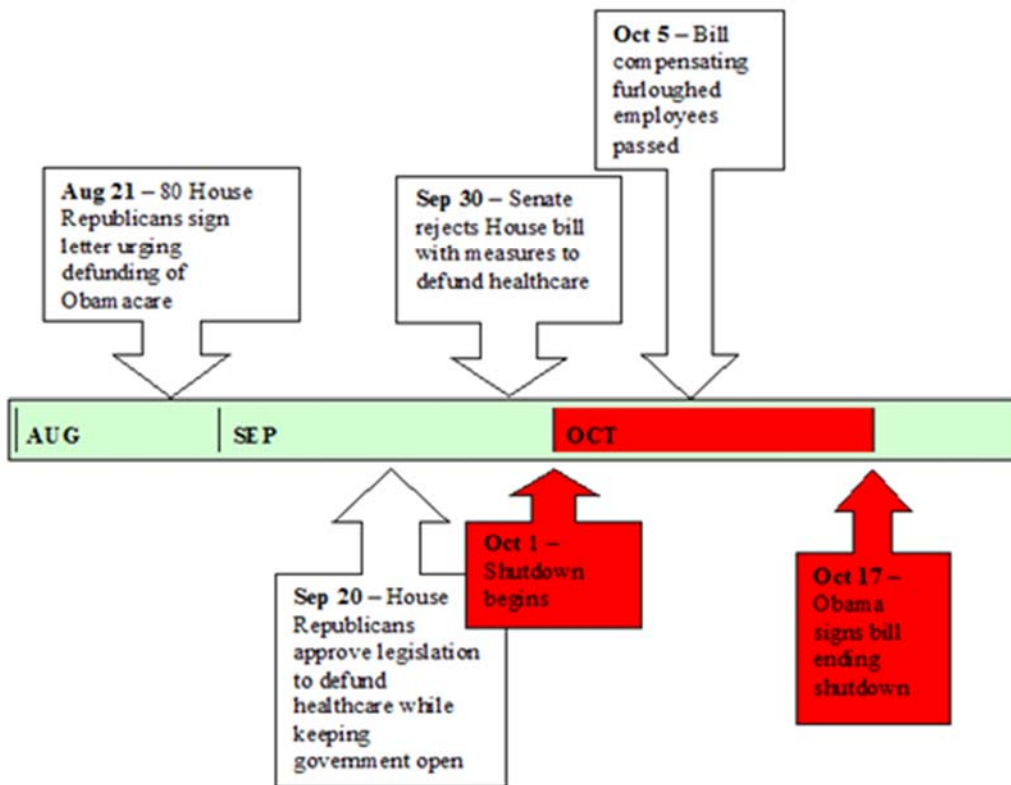 Oct 5 – Bill
compensating
furloughed
employees
passed
Aug 21 – 80 House
Republicans sign
letter urging
defunding of
Obamacare
Sep 30 – Senate
rejects House bill
with measures to
defund healthcare
AUG
SEP
OCT
Sep 20 – House
Republicans
approve legislation
to defund
healthcare while
keeping
government open
Oct 1 –
Shutdown
begins
Oct 17 –
Obama
signs bill
ending
shutdown